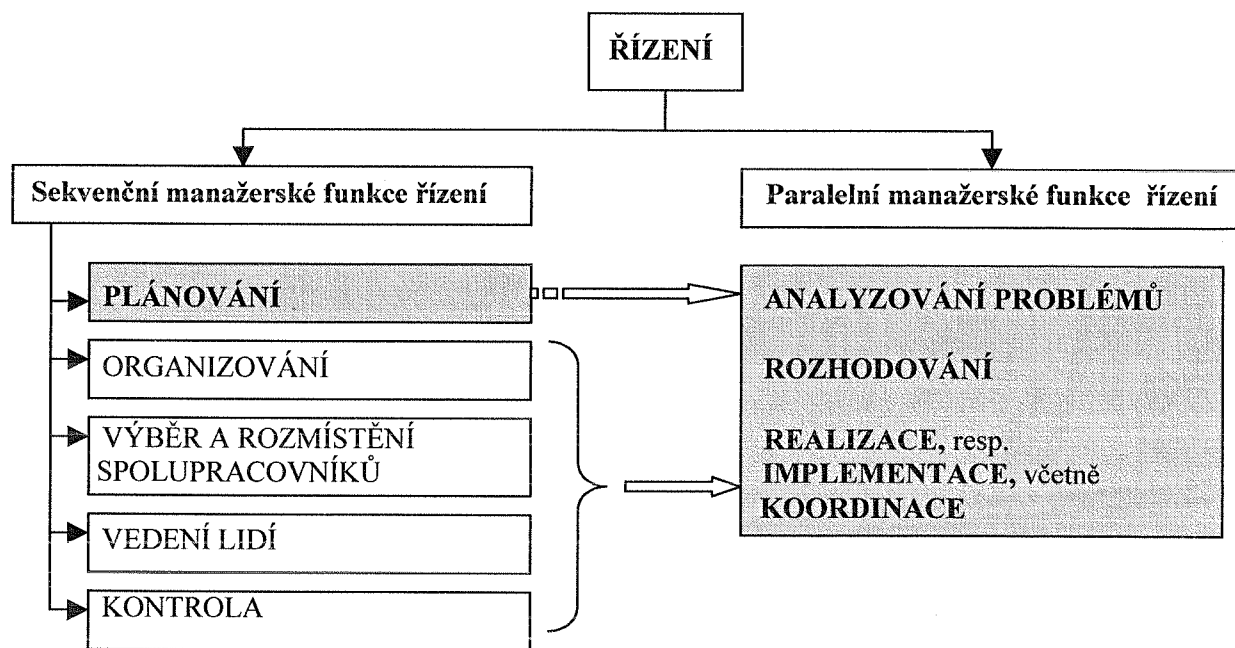 ŘÍZENÍ
Sekvenční manažerské funkce řízení
Paralelní manažerské funkce řízení
PLÁNOVÁNÍ
ORGANIZOVÁNÍ
VÝBĚR A ROZMÍSTĚNÍ
SPOLUPRACOVNÍKŮ
VEDENÍ LIDÍ
KONTROLA
ANALYZOVÁNÍ PROBLÉMŮ
ROZHODOVÁNÍ
REALIZACE, resp.
IMPLEMENTACE, včetně
KOORDINACE